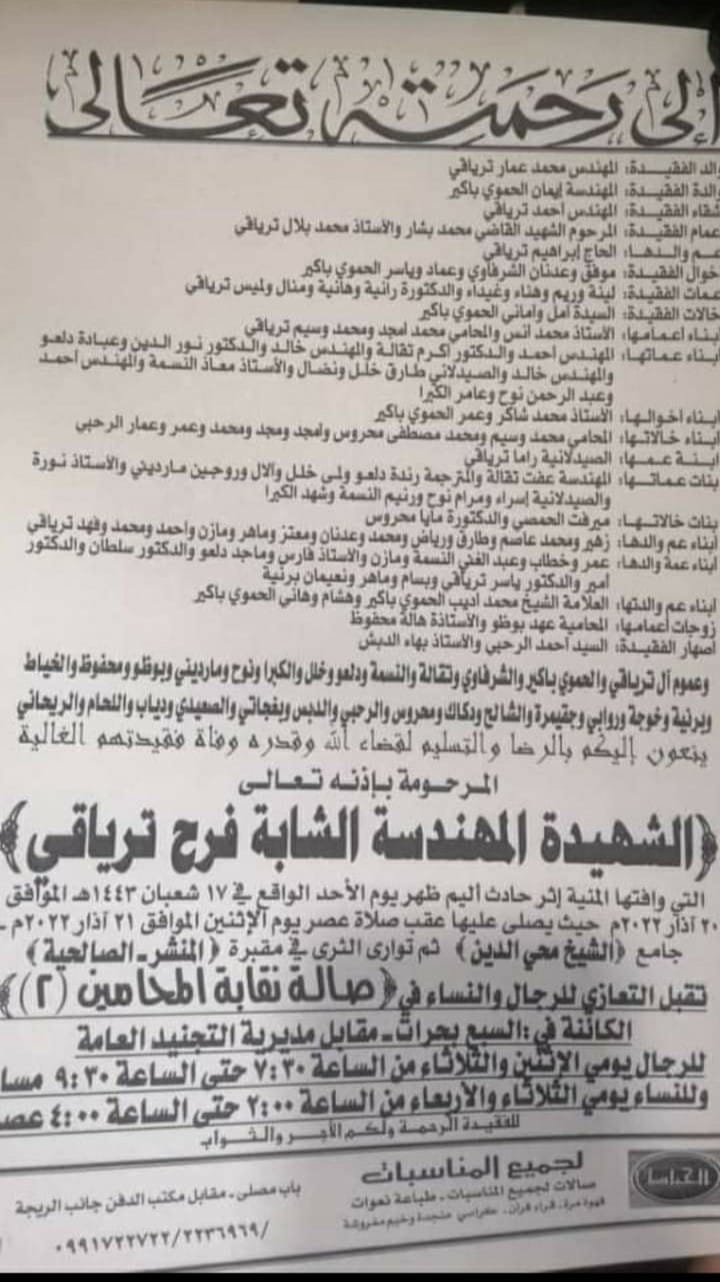 إلى رحمته تعالى
والد الفقيدة: المهندس محمد عمار ترياقي
والدة الفقيدة: المهندسة إيمان الحموي باكير
شقاء الفقيدة: المهندس أحمد ترياقي
عمام الفقيدة: المرحوم الشهيد القاضي محمد بشار والأستاذ محمد بلال ترياقي
عم والدها: الحاج إبراهيم ترياقي
خوال الفقيدة: موفق وعدنان الشرفاوي وعماد وياسر الحموي باكير
عمات الفقيدة: لينة وريم وهناء وغيداء والدكتورة رانية وهانية ومنال ولميس ترياقي
خالات الفقيدة: السيدة أمل وأماني الحموي باكير
أبناء أعمامها: الأستاذ محمد أنس والمحامي محمد أمجد ومحمد وسيم ترياقي
أبناء عماتها: المهندس أحمد والدكتور أكرم تقالة والمهندس خالد والدكتور نور الدين وعبادة دلعو
والمهندس خالد والصيدلاني طارق خلل ونضال والأستاذ معاذ النسمة والمهندس أحمد
وعبد الرحمن نوح وعامر الكبرا
أبناء أخوالها: الأستاذ محمد شاكر وعمر الحموي باكير
أبناء خالاتها: المحامي محمد وسيم ومحمد مصطفى محروس وأمجد ومجد ومحمد وعمر وعمار الرحبي
ابنة عمها: الصيدلانية راما ترياقي
بنات عماتها: المهندسة عفت تقالة والمترجمة رندة دلعو ولى خلل وآلال وروجين مارديني والأستاذ نورة
والصيدلانية إسراء ومرام نوح ورنيم النسمة وشهد الكبرا
بنات خالاتها: ميرفت الحمصي والدكتورة مايا محروس
أبناء عم والدها: زهير ومحمد عاصم وطارق ورياض ومحمد وعدنان ومعتز وماهر ومازن وأحمد ومحمد وفهد ترياقي
أبناء عمة والدها: عمر وخطاب وعبد الغني النسمة ومازن والأستاذ فارس وماجد دلعو والدكتور سلطان والدكتور
أمير والدكتور ياسر ترياقي وبسام وماهر ونعيمان برنية
أبناء عم والدتها: العلامة الشيخ محمد أديب الحموي باكير وهشام وهاني الحموي باكير
زوجات أعمامها: المحامية عهد بوظو والأستاذة هالة محفوظ
أصهار الفقيدة: السيد أحمد الرحبي والأستاذ بهاء الدبش
وعموم آل ترياقي والحموي باكير والشرفاوي وتقالة والنسمة ودلعو وخلل والكبرا ونوح ومارديني وبوظو ومحفوظ والخياط
وبرنية وخوجة وروابي وجقيمرة والشالح ودكاك ومحروس والرحبي والدبس وبغجاتي والصعيدي ودياب واللحام والريحاني
ينعون إليكم بالرضا والتسليم لقضاء الله وقدره وفاة فقيدتهم الغالية
المرحومة بإذنه تعالى
﴿الشهيدة المهندسة الشابة فرح ترياقي﴾
التي وافتها المنية إثر حادث أليم ظهر يوم الأحد الواقع في ١٧ شعبان ١٤٤٣هـ الموافق
٢٠ آذار ٢٠٢٢م حيث يصلى عليها عقب صلاة عصر يوم الإثنين الموافق ٢١ آذار ٢٠٢٢م -
جامع ﴿الشيخ محي الدين﴾ ثم توارى الثرى في مقبرة ﴿المنشر - الصالحية﴾
تقبل التعازي للرجال والنساء في ﴿صالة نقابة المحامين (٢)﴾
الكائنة في: السبع بحرات - مقابل مديرية التجنيد العامة
للرجال يومي الإثنين والثلاثاء من الساعة ٧:٣٠ حتى الساعة ٩:٣٠ مسا
وللنساء يومي الثلاثاء والأربعاء من الساعة ٢:٠٠ حتى الساعة ٤:٠٠ عص
للفقيدة الرحمة ولكم الأجر والثواب
لجميع المناسبات
صالات لجميع المناسبات - طباعة نعوات
قهوة مرة - قراء قرآن - كراسي منجدة وخيم مفروشة
باب مصلى - مقابل مكتب الدفن جانب الريجة
٠٩٩١٧٢٢٧٢٢/٢٢٣٦٩٦٩/